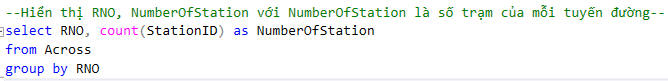 --Hiển thị RNO, NumberOfStation với NumberOfStation là số trạm của mỗi tuyến đường--
select RNO, count(StationID) as NumberOfStation
from Across
group by RNO